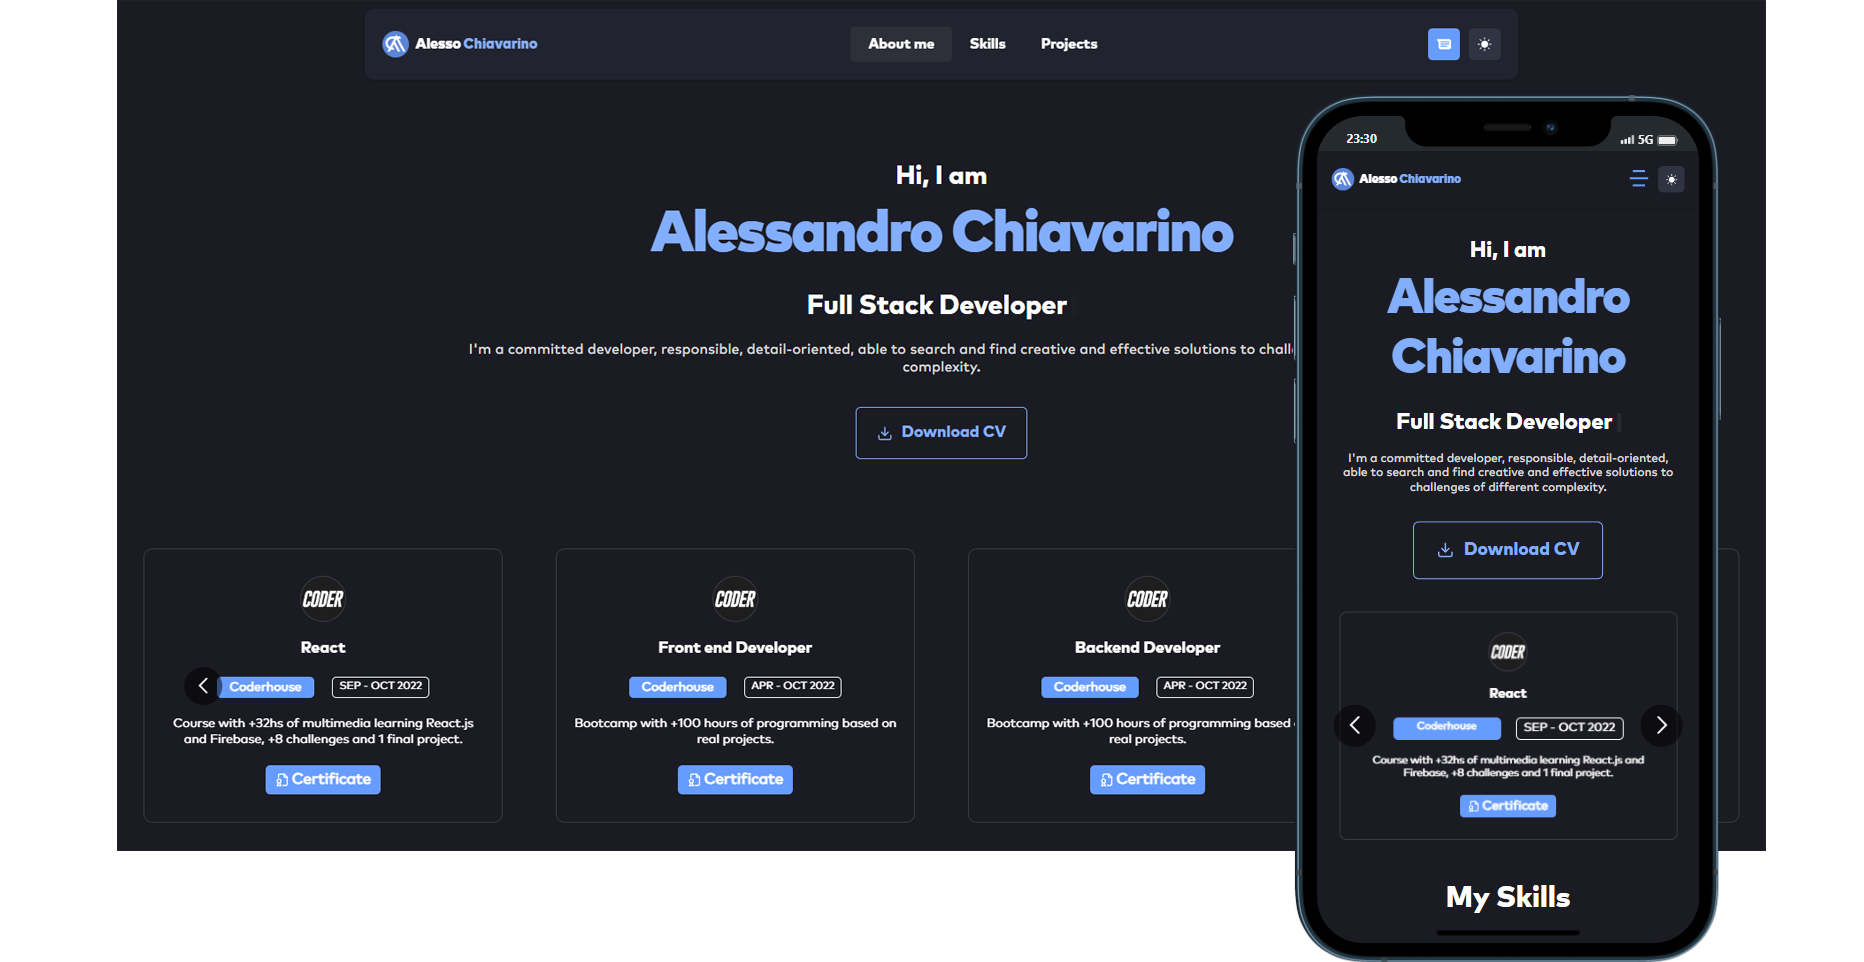 Alesso Chiavarino
About me
Skills
Projects
Hi, I am
Alessandro Chiavarino
Full Stack Developer
I'm a committed developer, responsible, detail-oriented, able to search and find creative and effective solutions to
complexity.
Download CV
CODER
React
Coderhouse
SEP - OCT 2022
Course with +32hs of multimedia learning React.js
and Firebase, +8 challenges and 1 final project.
Certificate
CODER
Front end Developer
Coderhouse
APR - OCT 2022
Bootcamp with +100 hours of programming based on
real projects.
Certificate
CODER
Backend Developer
Coderhouse
APR - OCT 2022
Bootcamp with +100 hours of programming based
real projects.
Certificate
23:30
5G
Alesso Chiavarino
Hi, I am
Alessandro
Chiavarino
Full Stack Developer
I'm a committed developer, responsible, detail-oriented,
able to search and find creative and effective solutions to
challenges of different complexity.
Download CV
CODER
React
Coderhouse
SEP - OCT 2022
Course with +32hs of multimedia learning React.js and
Firebase, +8 challenges and 1 final project.
Certificate
My Skills